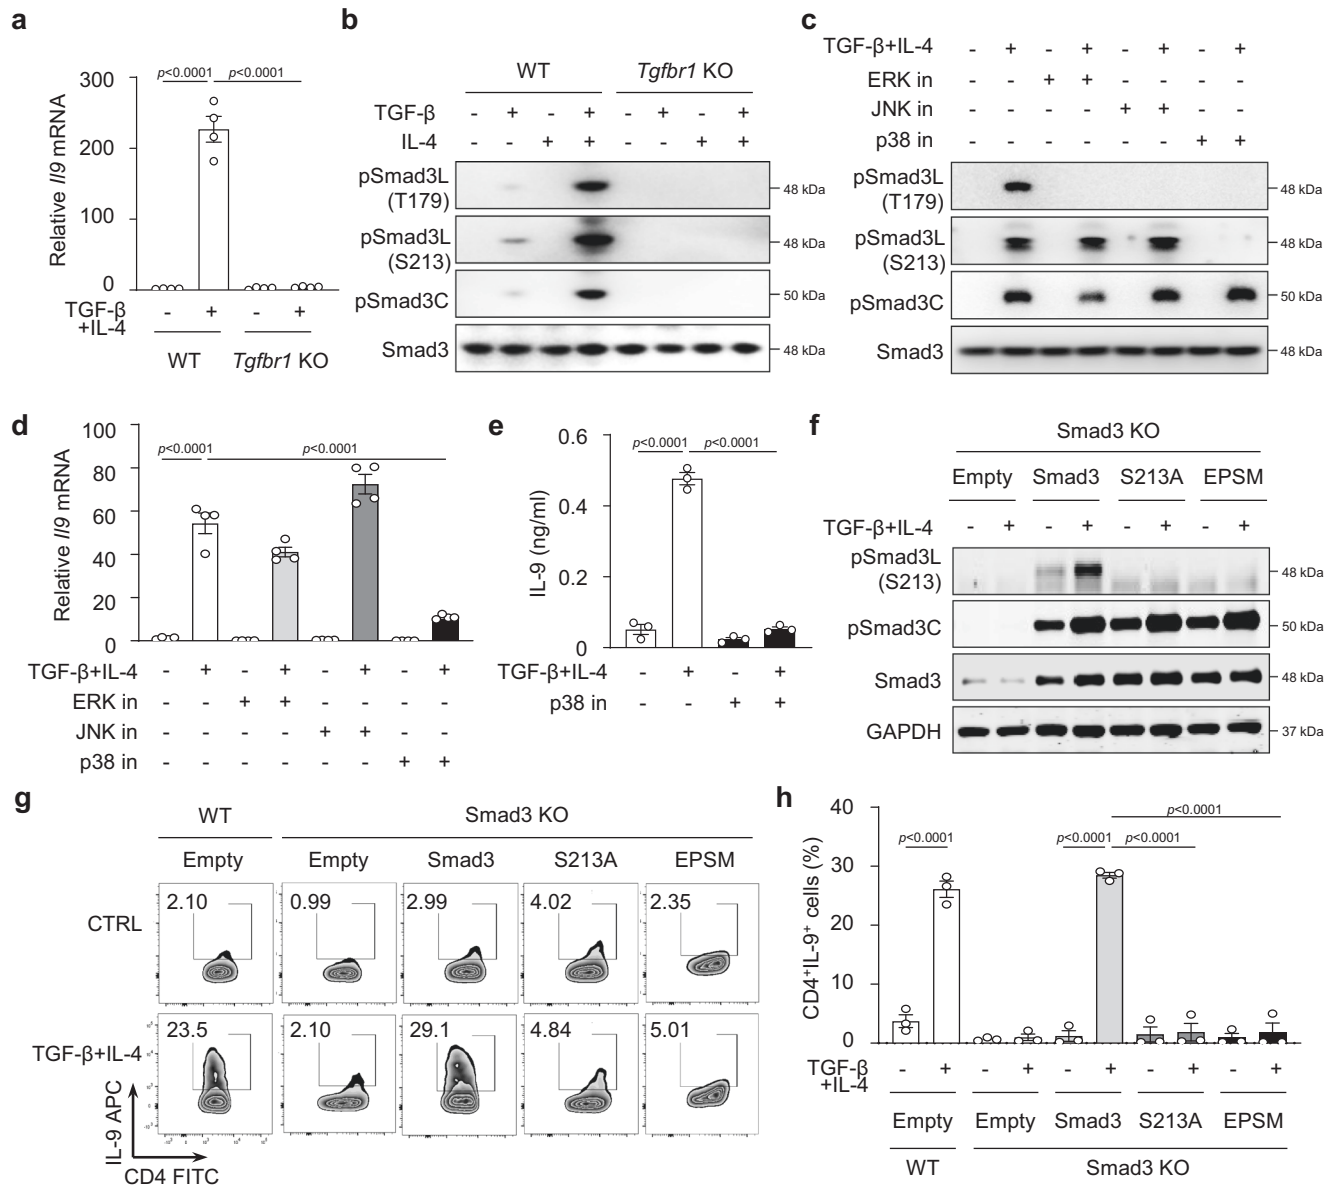 a
Relative Il9 mRNA
300
200
100
0
p<0.0001 p<0.0001
TGF-β - + - +
+IL-4
WT Tgfbr1 KO
b
WT Tgfbr1 KO
TGF-β - + - + - + - +
IL-4 - - + + - - + +
pSmad3L
(T179)
48 kDa
pSmad3L
(S213)
48 kDa
pSmad3C
50 kDa
Smad3
48 kDa
c
TGF-β+IL-4 - + - + - + - +
ERK in - - + + - - - -
JNK in - - - - + + - -
p38 in - - - - - - + +
pSmad3L
(T179)
48 kDa
pSmad3L
(S213)
48 kDa
pSmad3C
50 kDa
Smad3
48 kDa
d
Relative Il9 mRNA
100
80
60
40
20
0
p<0.0001 p<0.0001
TGF-β+IL-4 - + - + - + - +
ERK in - - + + - - - -
JNK in - - - - + + - -
p38 in - - - - - - + +
e
IL-9 (ng/ml)
0.6
0.4
0.2
0
p<0.0001 p<0.0001
TGF-β+IL-4 - + - +
p38 in - - + +
f
Smad3 KO
Empty Smad3 S213A EPSM
TGF-β+IL-4 - + - + - + - +
pSmad3L
(S213)
48 kDa
pSmad3C
50 kDa
Smad3
48 kDa
GAPDH
37 kDa
g
WT Smad3 KO
Empty Empty Smad3 S213A EPSM
CTRL
2.10 0.99 2.99 4.02 2.35
TGF-β+IL-4
23.5 2.10 29.1 4.84 5.01
IL-9 APC
CD4 FITC
h
CD4+IL-9+ cells (%)
40
30
20
10
0
p<0.0001
p<0.0001 p<0.0001 p<0.0001
TGF-β - + - + - + - + - +
+IL-4
Empty Empty Smad3 S213A EPSM
WT Smad3 KO